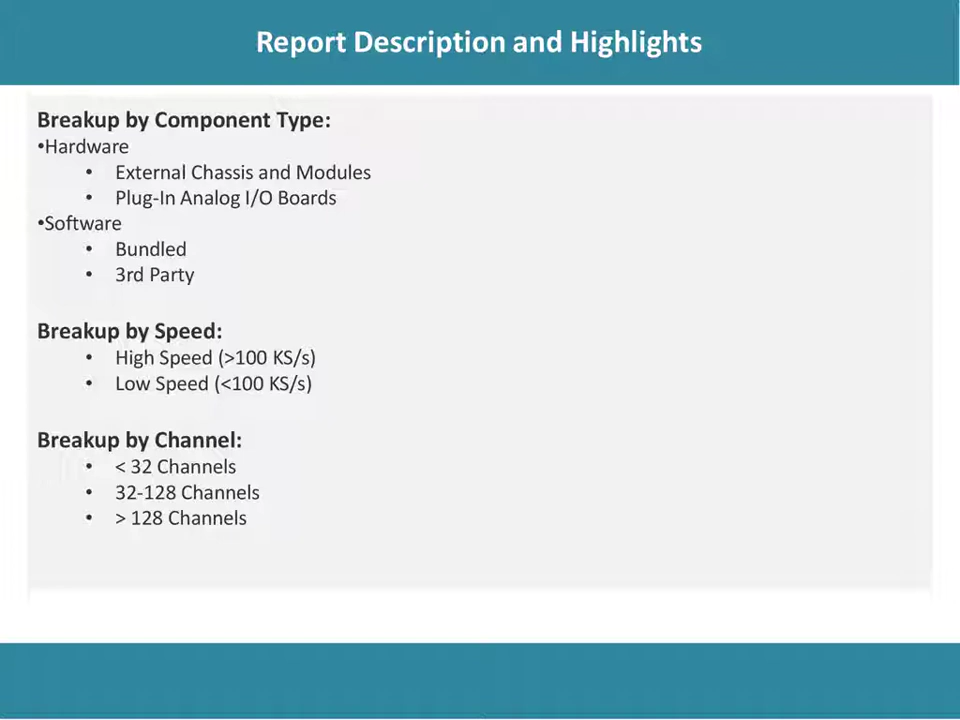 Report Description and Highlights
Breakup by Component Type:
•Hardware
• External Chassis and Modules
• Plug-In Analog I/O Boards
•Software
• Bundled
• 3rd Party
Breakup by Speed:
• High Speed (>100 KS/s)
• Low Speed (<100 KS/s)
Breakup by Channel:
• < 32 Channels
• 32-128 Channels
• > 128 Channels